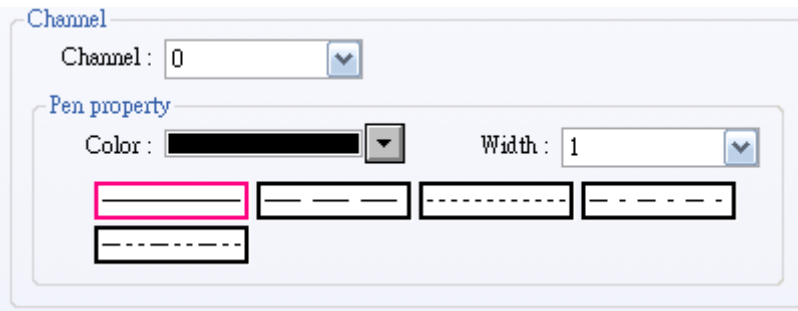 Channel
Channel : 0
Pen property
Color : Width : 1